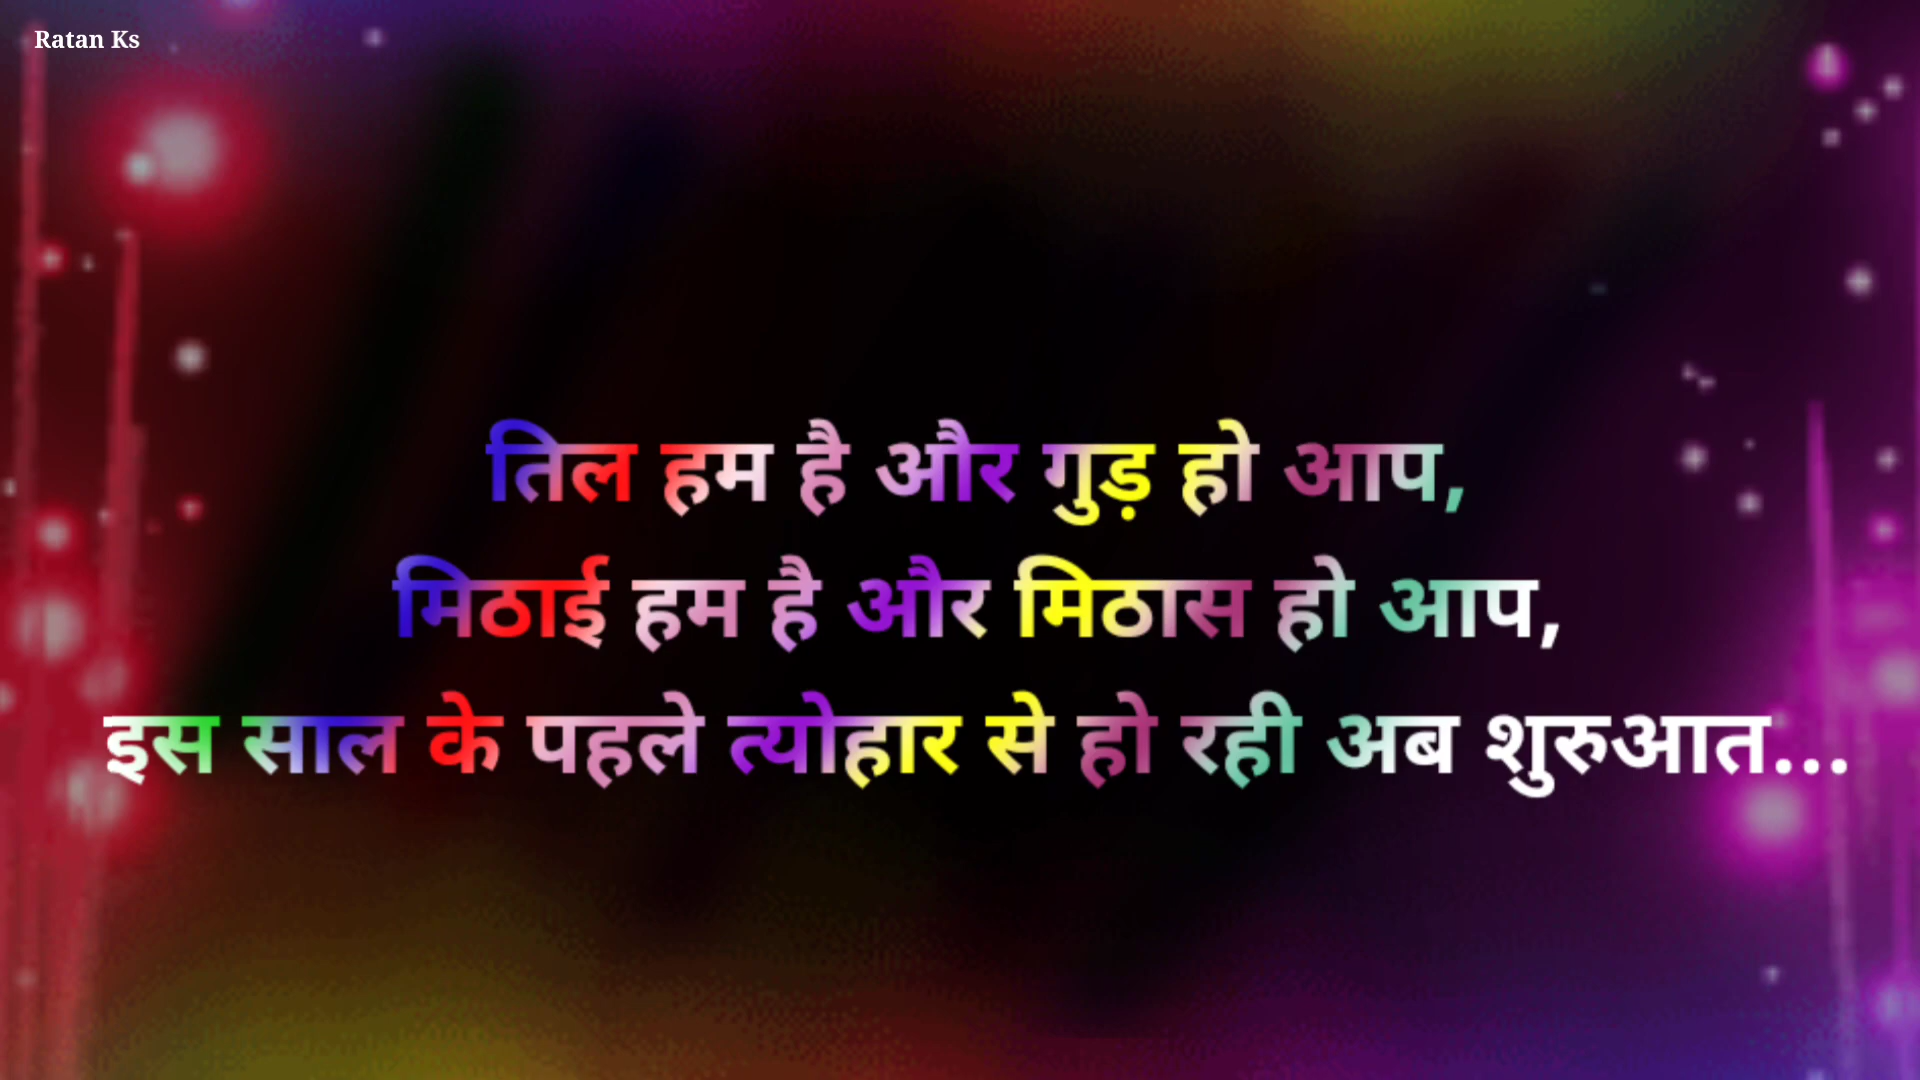 Ratan Ks
तिल हम है और गुड़ हो आप,
मिठाई हम है और मिठास हो आप,
इस साल के पहले त्योहार से हो रही अब शुरुआत...